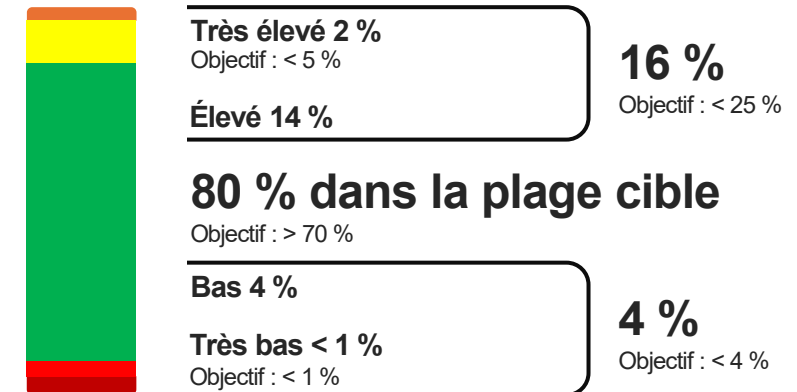 Très élevé 2 %
Objectif : < 5 %
Élevé 14 %
16 %
Objectif : < 25 %
80 % dans la plage cible
Objectif : > 70 %
Bas 4 %
Très bas < 1 %
Objectif : < 1 %
4 %
Objectif : < 4 %